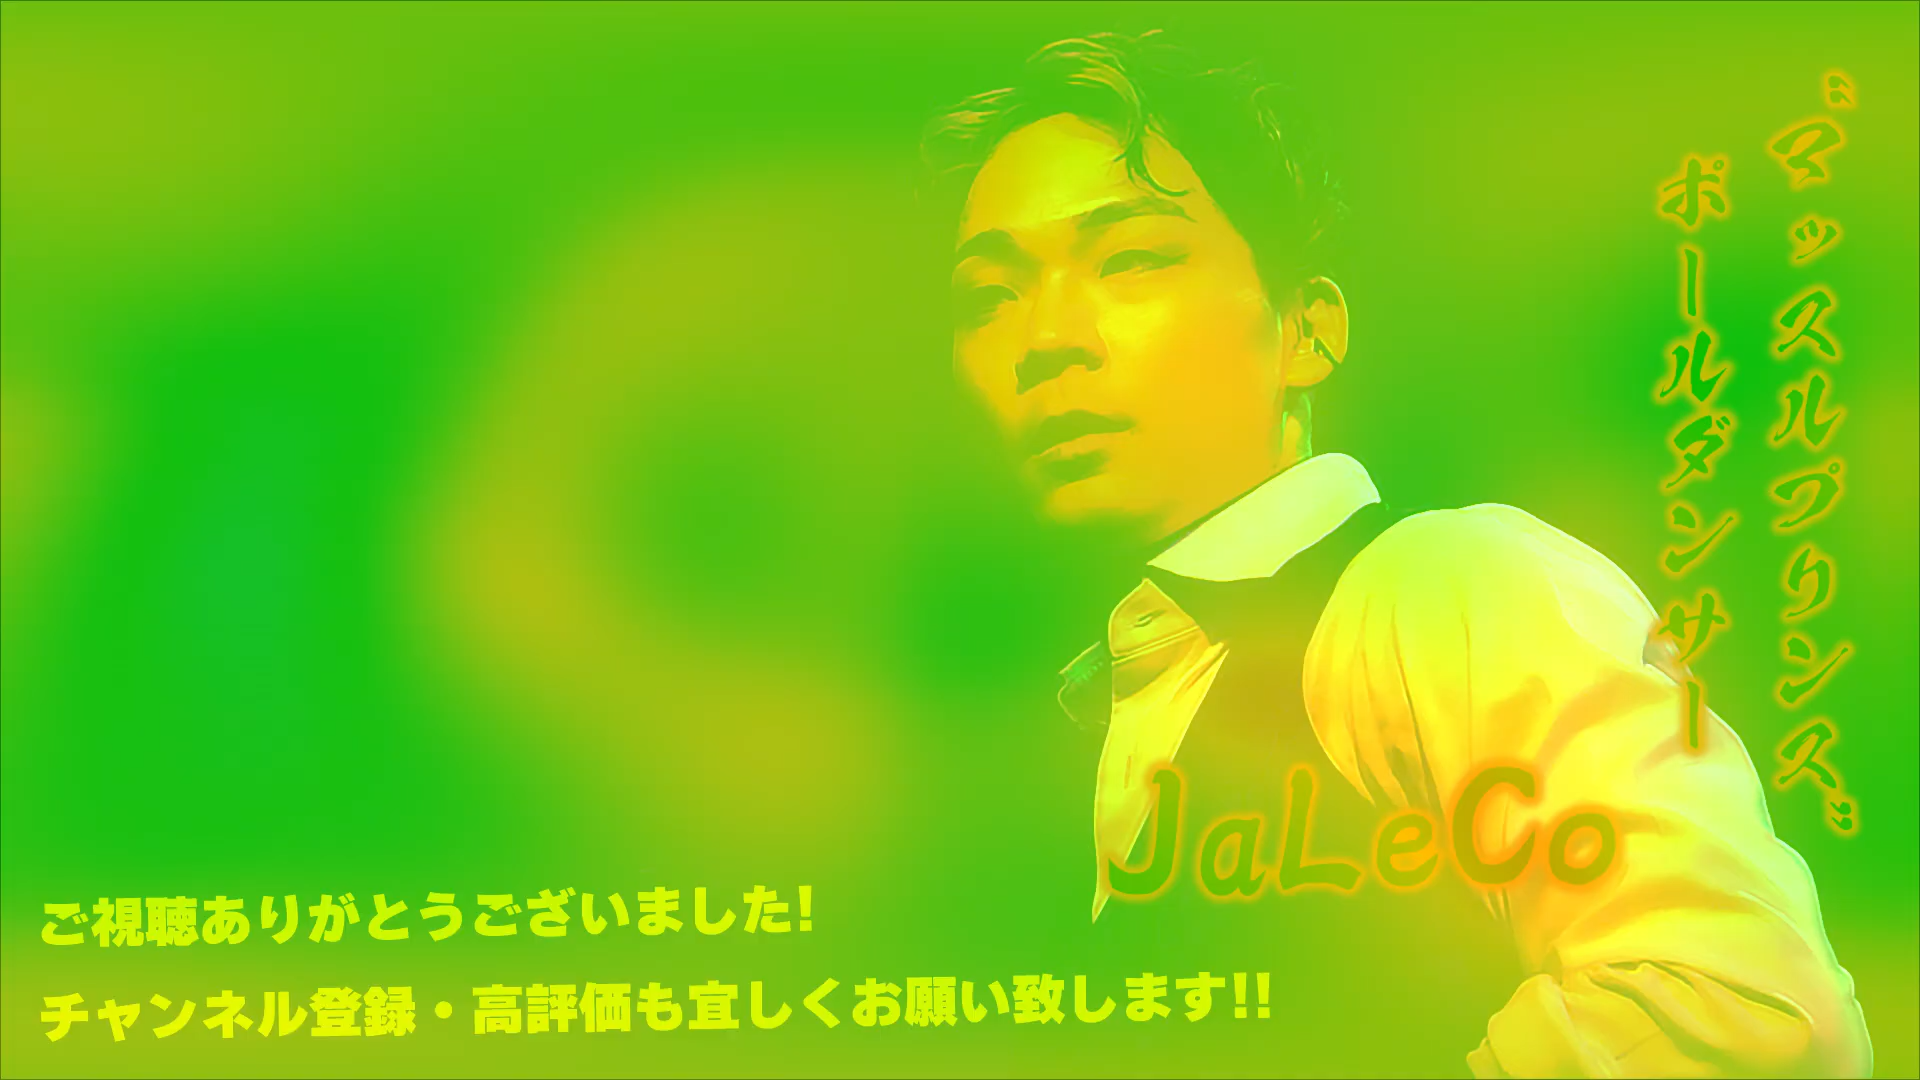 〝マッスルプリンス〟
ポールダンサー
JaLeCo
ご視聴ありがとうございました!
チャンネル登録・高評価も宜しくお願い致します!!